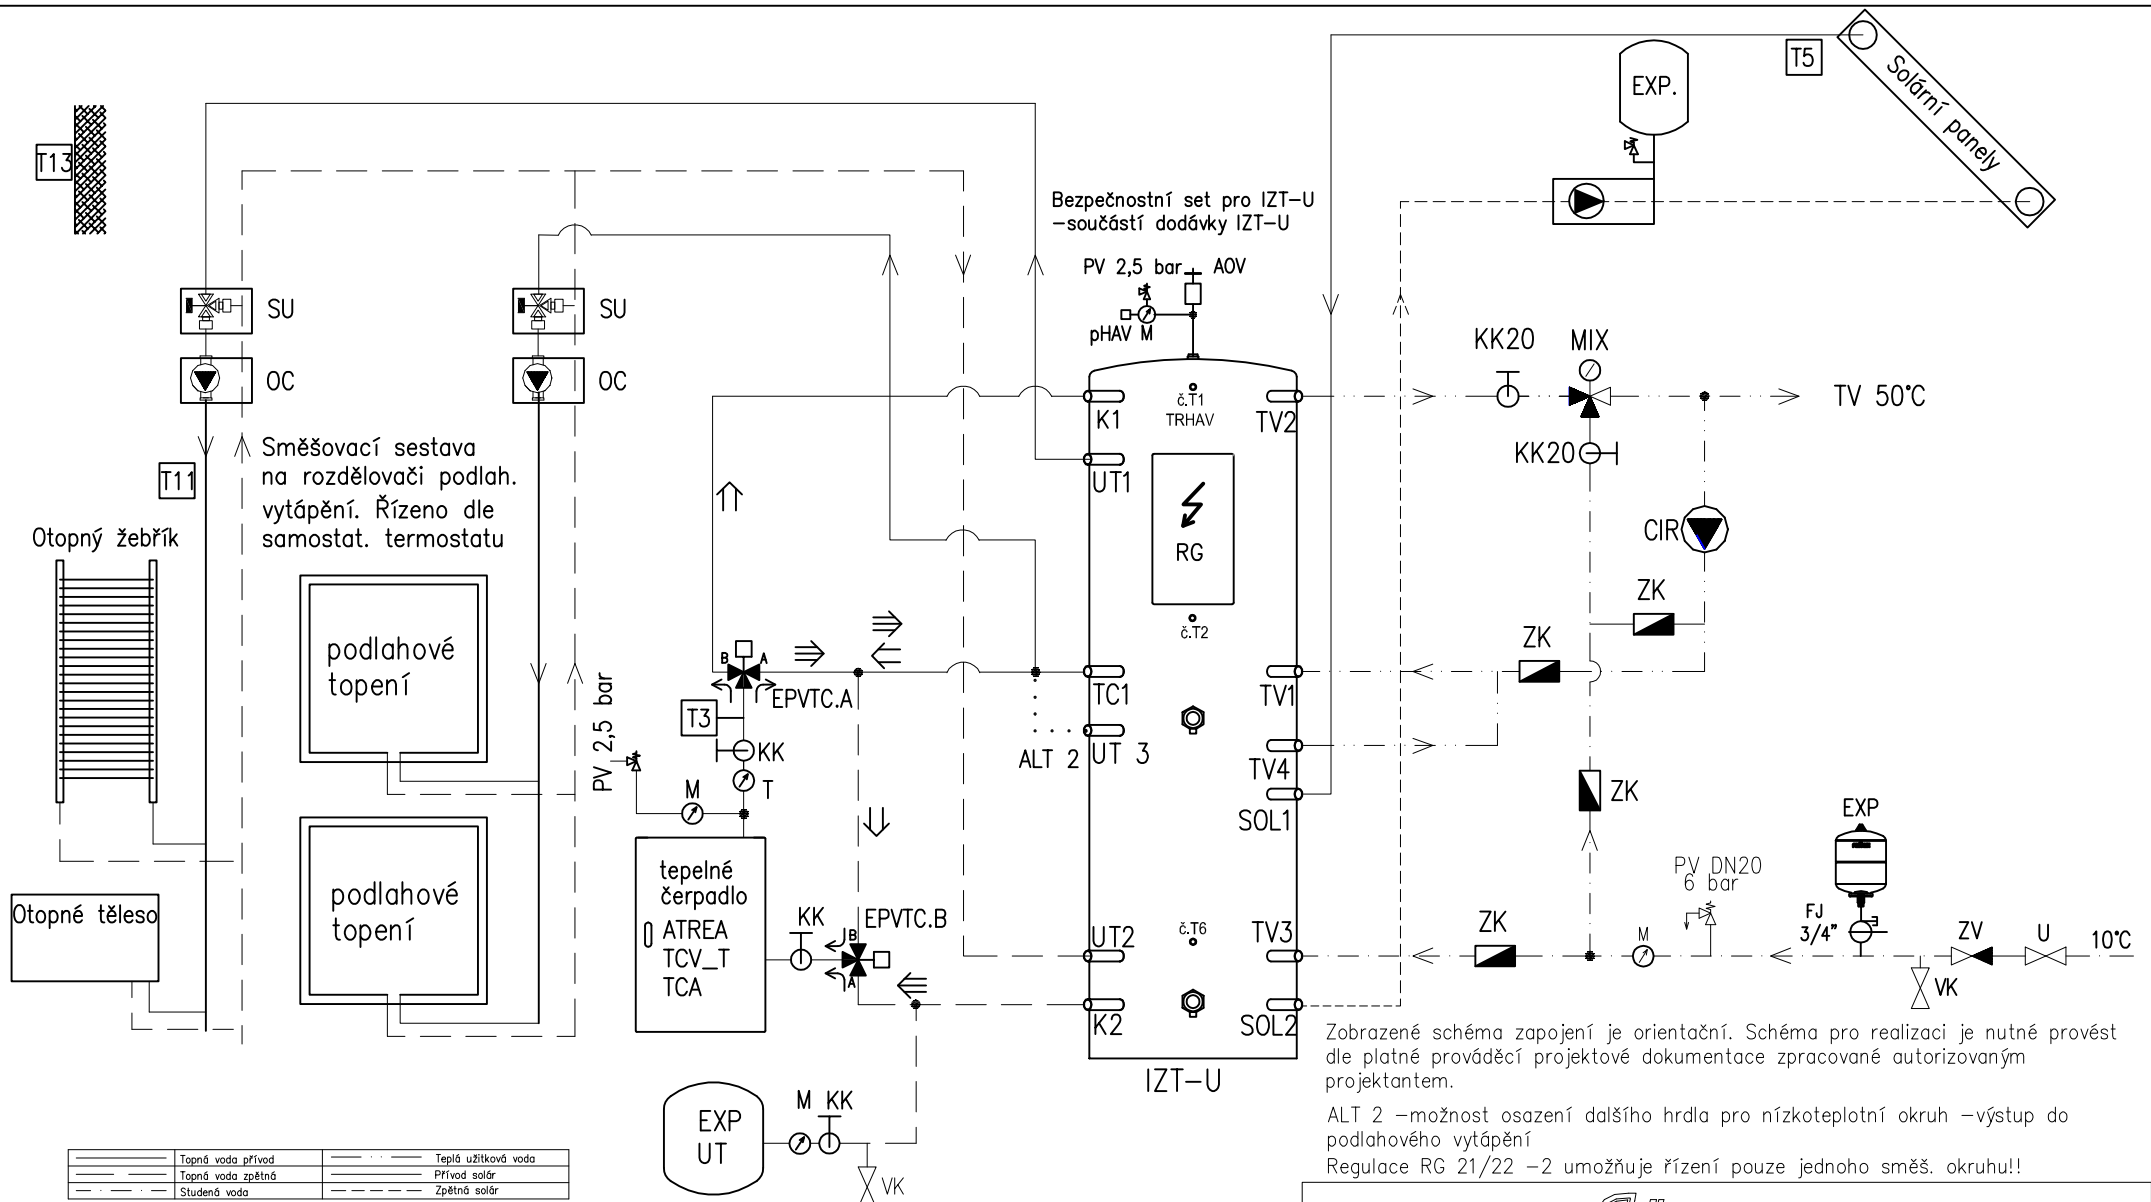 T5
EXP.
Solární panely
T13
Bezpečnostní set pro IZT-U
-součástí dodávky IZT-U
PV 2,5 bar
AOV
pHAV M
SU
SU
OC
OC
KK20
MIX
TV 50°C
KK20
K1
č.T1
TRHAV
TV2
UT1
T11
Směšovací sestava
na rozdělovači podlah.
vytápění. Řízeno dle
samostat. termostatu
Otopný žebřík
RG
CIR
ZK
ZK
č.T2
podlahové
topení
B
A
EPVTC.A
TC1
TV1
T3
KK
PV 2,5 bar
M
T
ALT 2
UT 3
TV4
SOL1
ZK
EXP
podlahové
topení
tepelné
čerpadlo
ATREA
TCV_T
TCA
KK
B
A
EPVTC.B
PV DN20
6 bar
FJ
3/4"
Otopné těleso
UT2
č.T6
TV3
ZK
M
ZV
U
10°C
VK
K2
SOL2
IZT-U
Zobrazené schéma zapojení je orientační. Schéma pro realizaci je nutné provést
dle platné prováděcí projektové dokumentace zpracované autorizovaným
projektantem.
ALT 2 -možnost osazení dalšího hrdla pro nízkoteplotní okruh -výstup do
podlahového vytápění
Regulace RG 21/22 -2 umožňuje řízení pouze jednoho směš. okruhu!!
EXP
UT
M
KK
VK
Topná voda přívod
Teplá užitková voda
Topná voda zpětná
Přívod solár
Studená voda
Zpětná solár